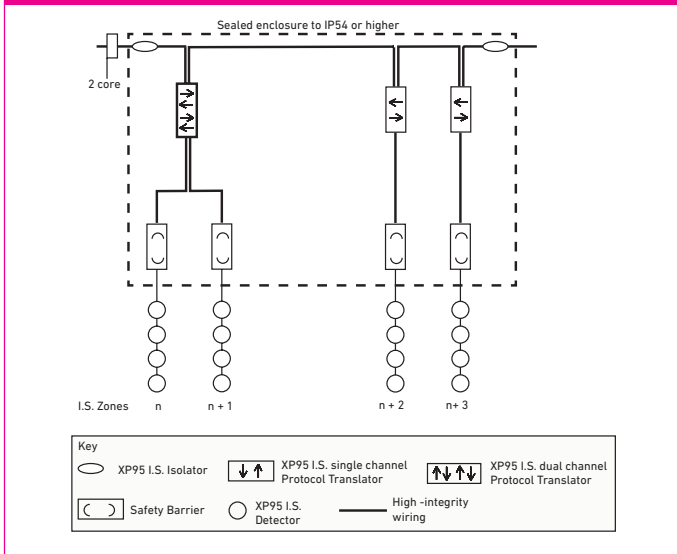 Sealed enclosure to IP54 or higher
2 core
I.S. Zones n n + 1 n + 2 n+ 3
Key
XP95 I.S. Isolator
XP95 I.S. single channel
Protocol Translator
XP95 I.S. dual channel
Protocol Translator
Safety Barrier
XP95 I.S.
Detector
High -integrity
wiring